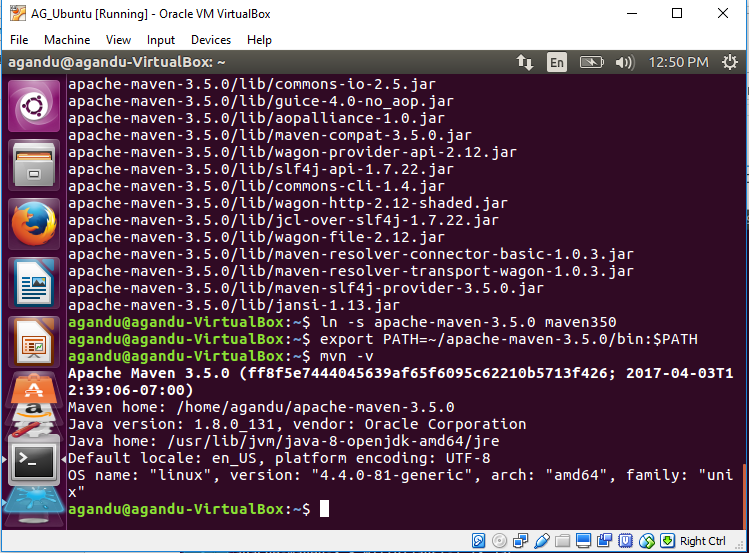 AG_Ubuntu [Running] - Oracle VM VirtualBox
File Machine View Input Devices Help
agandu@agandu-VirtualBox: ~ En 12:50 PM
apache-maven-3.5.0/lib/commons-io-2.5.jar
apache-maven-3.5.0/lib/guice-4.0-no_aop.jar
apache-maven-3.5.0/lib/aopalliance-1.0.jar
apache-maven-3.5.0/lib/maven-compat-3.5.0.jar
apache-maven-3.5.0/lib/wagon-provider-api-2.12.jar
apache-maven-3.5.0/lib/slf4j-api-1.7.22.jar
apache-maven-3.5.0/lib/commons-cli-1.4.jar
apache-maven-3.5.0/lib/wagon-http-2.12-shaded.jar
apache-maven-3.5.0/lib/jcl-over-slf4j-1.7.22.jar
apache-maven-3.5.0/lib/wagon-file-2.12.jar
apache-maven-3.5.0/lib/maven-resolver-connector-basic-1.0.3.jar
apache-maven-3.5.0/lib/maven-resolver-transport-wagon-1.0.3.jar
apache-maven-3.5.0/lib/maven-slf4j-provider-3.5.0.jar
apache-maven-3.5.0/lib/jansi-1.13.jar
agandu@agandu-VirtualBox:~$ ln -s apache-maven-3.5.0 maven350
agandu@agandu-VirtualBox:~$ export PATH=~/apache-maven-3.5.0/bin:$PATH
agandu@agandu-VirtualBox:~$ mvn -v
Apache Maven 3.5.0 (ff8f5e7444045639af65f6095c62210b5713f426; 2017-04-03T1
2:39:06-07:00)
Maven home: /home/agandu/apache-maven-3.5.0
Java version: 1.8.0_131, vendor: Oracle Corporation
Java home: /usr/lib/jvm/java-8-openjdk-amd64/jre
Default locale: en_US, platform encoding: UTF-8
OS name: "linux", version: "4.4.0-81-generic", arch: "amd64", family: "uni
x"
agandu@agandu-VirtualBox:~$
Right Ctrl